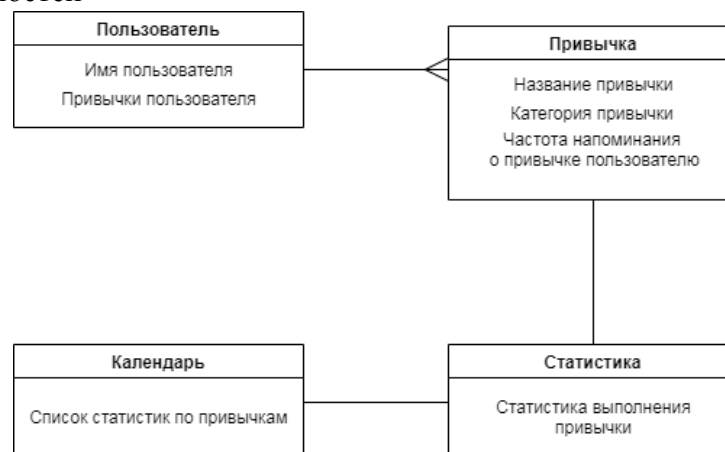 Пользователь
Имя пользователя
Привычки пользователя
Привычка
Название привычки
Категория привычки
Частота напоминания
о привычке пользователю
Календарь
Список статистик по привычкам
Статистика
Статистика выполнения
привычки